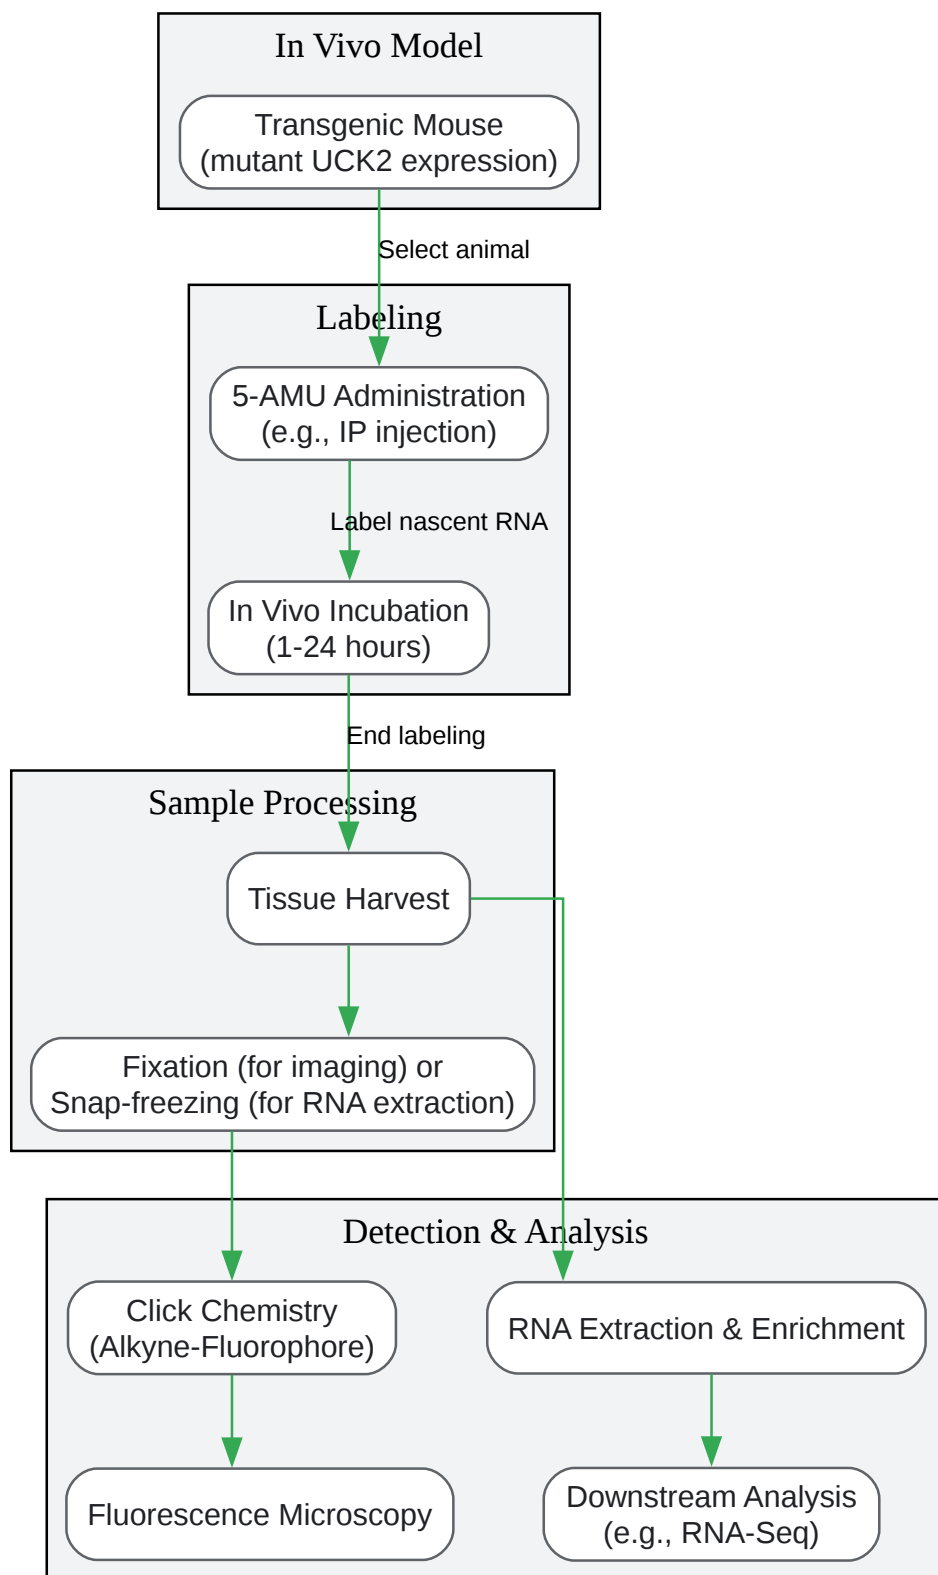 In Vivo Model
Transgenic Mouse
(mutant UCK2 expression)
Select animal
Labeling
5-AMU Administration
(e.g., IP injection)
Label nascent RNA
In Vivo Incubation
(1-24 hours)
End labeling
Sample Processing
Tissue Harvest
Fixation (for imaging) or
Snap-freezing (for RNA extraction)
Detection & Analysis
Click Chemistry
(Alkyne-Fluorophore)
RNA Extraction & Enrichment
Fluorescence Microscopy
Downstream Analysis
(e.g., RNA-Seq)